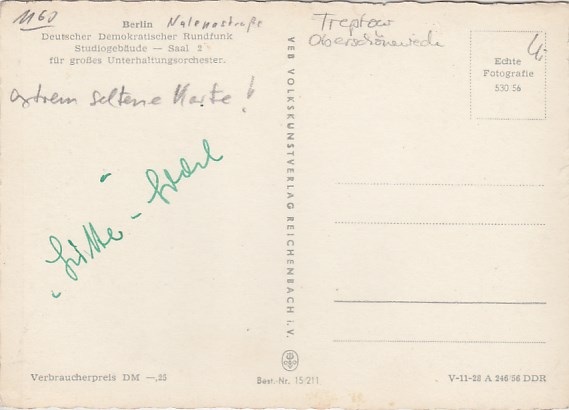 1160
Berlin Nalepastraße
Deutscher Demokratischer Rundfunk
Studiogebäude — Saal 2
für großes Unterhaltungsorchester.
extrem seltene Karte!
Treptow
Oberschöneweide
Echte
Fotografie
530 56
VEB VOLKSKUNSTVERLAG REICHENBACH i. V.
Verbraucherpreis DM —,25
Best.-Nr. 15/211
V-11-28 A 246/56 DDR